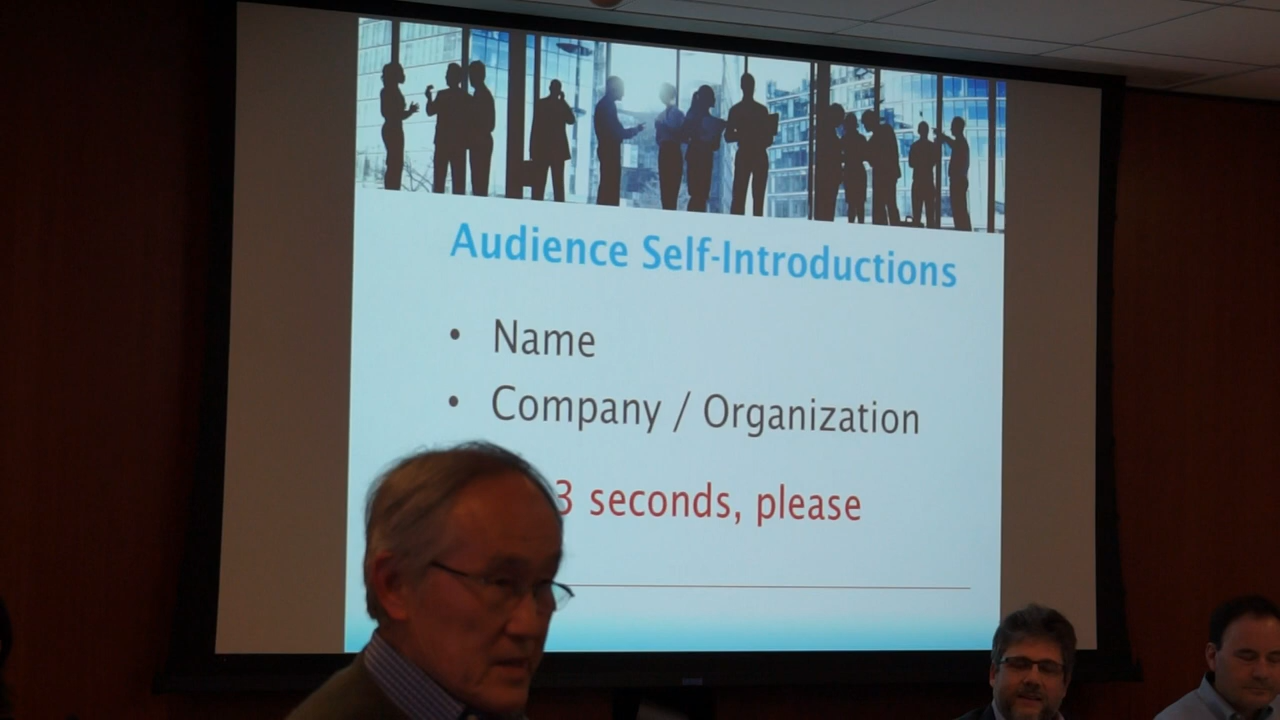 Audience Self-Introductions
• Name
• Company / Organization
3 seconds, please